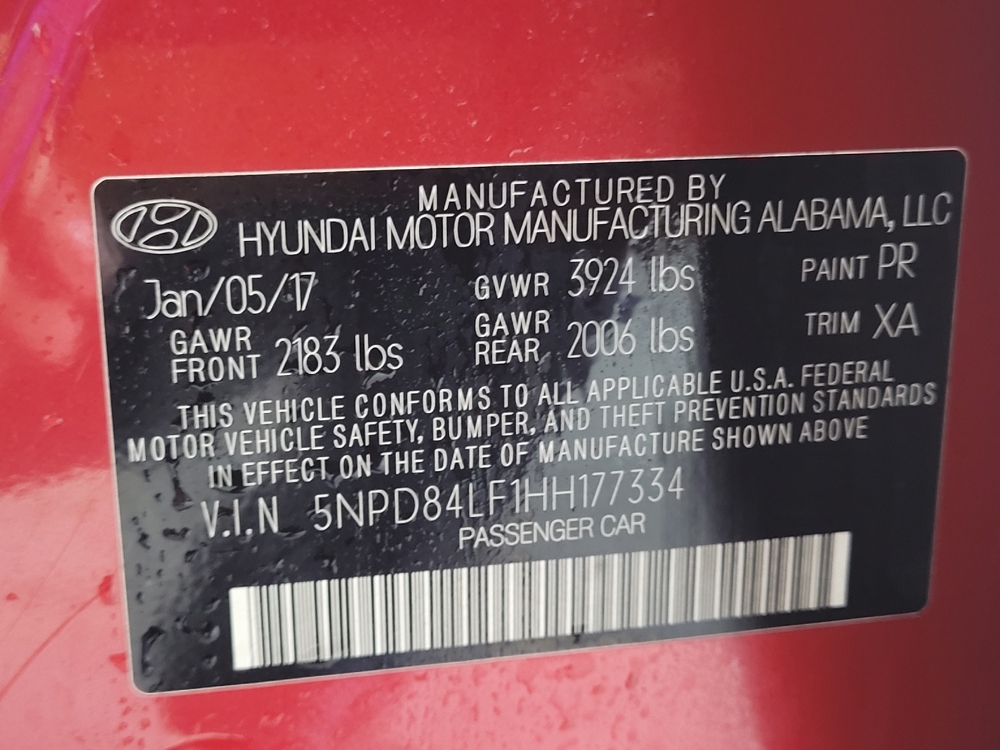 MANUFACTURED BY
HYUNDAI MOTOR MANUFACTURING ALABAMA, LLC
Jan/05/17 GVWR 3924 lbs PAINT PR
GAWR FRONT 2183 lbs GAWR REAR 2006 lbs TRIM XA
THIS VEHICLE CONFORMS TO ALL APPLICABLE U.S.A. FEDERAL
MOTOR VEHICLE SAFETY, BUMPER, AND THEFT PREVENTION STANDARDS
IN EFFECT ON THE DATE OF MANUFACTURE SHOWN ABOVE
V.I.N 5NPD84LF1HH177334
PASSENGER CAR